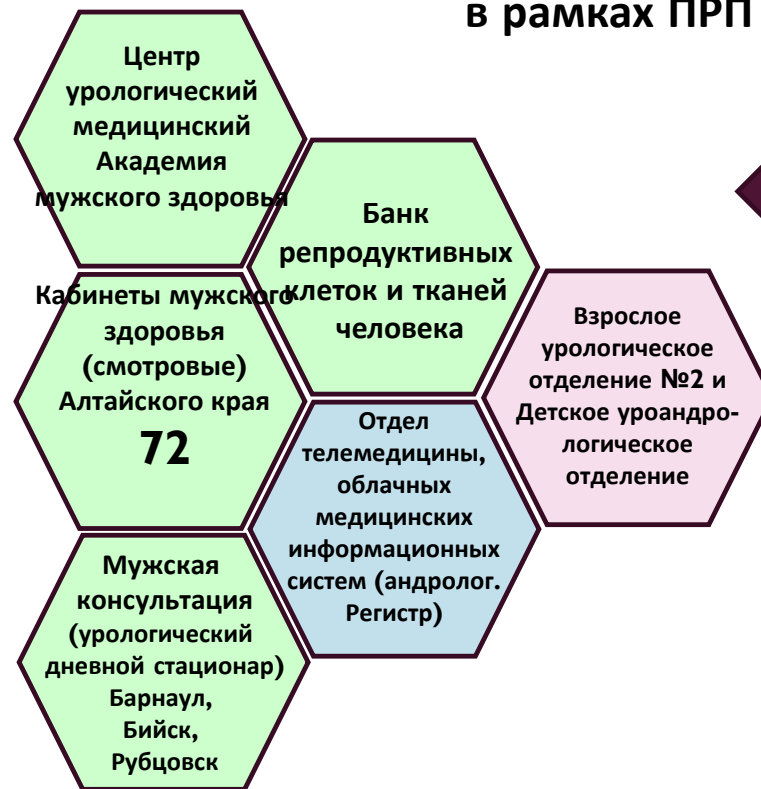 в рамках ПРП
Центр
урологический
медицинский
Академия
мужского здоровья
Банк
репродуктивных
клеток и тканей
человека
Кабинеты мужского
здоровья
(смотровые)
Алтайского края
72
Взрослое
урологическое
отделение №2 и
Детское уроандро-
логическое
отделение
Отдел
телемедицины,
облачных
медицинских
информационных
систем (андролог.
Регистр)
Мужская
консультация
(урологический
дневной стационар)
Барнаул,
Бийск,
Рубцовск